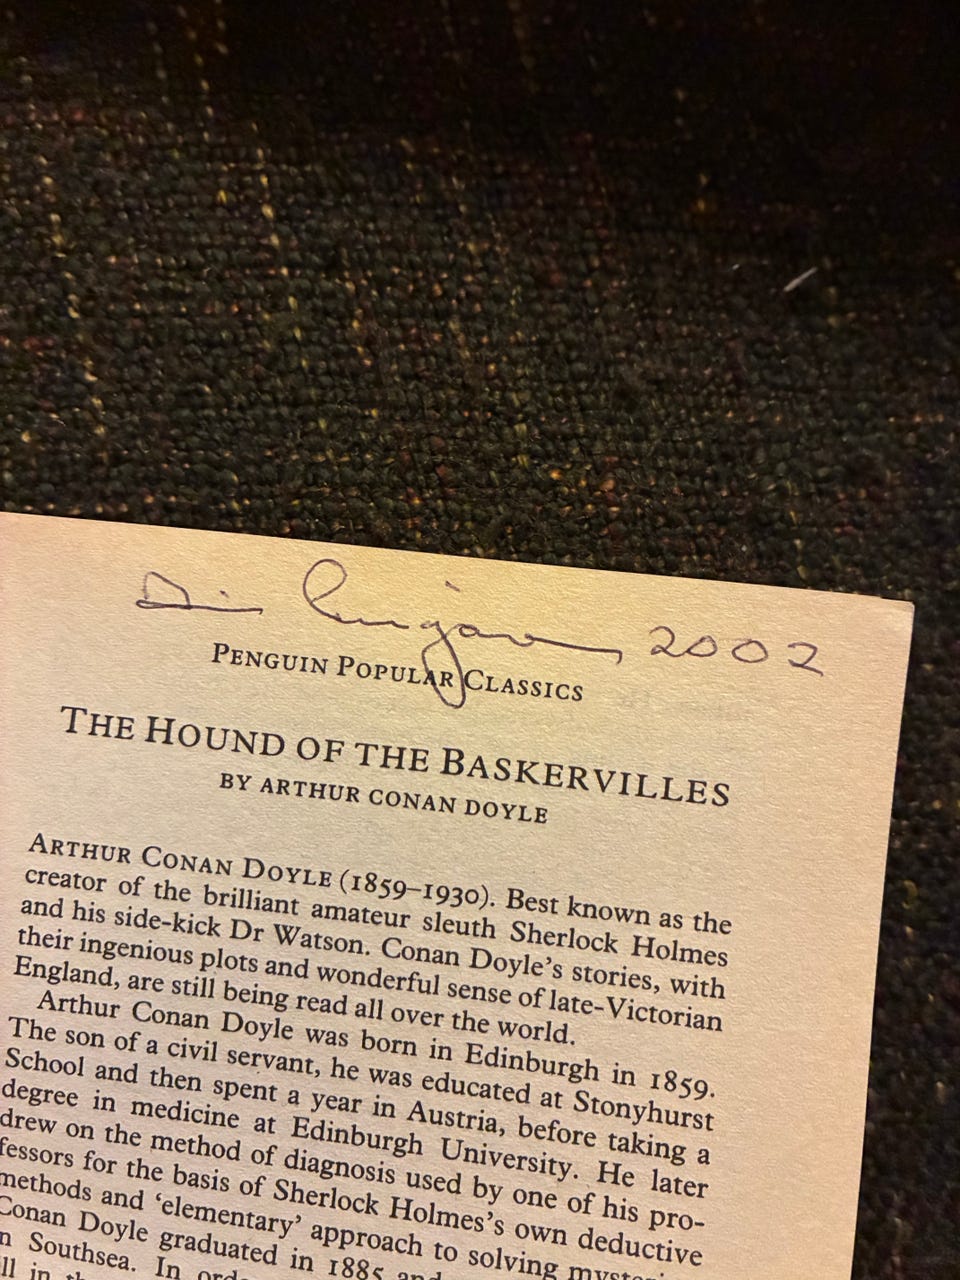 2002
PENGUIN POPULAR CLASSICS
THE HOUND OF THE BASKERVILLES
BY ARTHUR CONAN DOYLE
ARTHUR CONAN DOYLE (1859–1930). Best known as the
creator of the brilliant amateur sleuth Sherlock Holmes
and his side-kick Dr Watson. Conan Doyle's stories, with
their ingenious plots and wonderful sense of late-Victorian
England, are still being read all over the world.
Arthur Conan Doyle was born in Edinburgh in 1859.
The son of a civil servant, he was educated at Stonyhurst
School and then spent a year in Austria, before taking a
degree in medicine at Edinburgh University. He later
drew on the method of diagnosis used by one of his pro-
fessors for the basis of Sherlock Holmes's own deductive
methods and 'elementary' approach to solving
Conan Doyle graduated in 1885 and
n Southsea. In
ll in